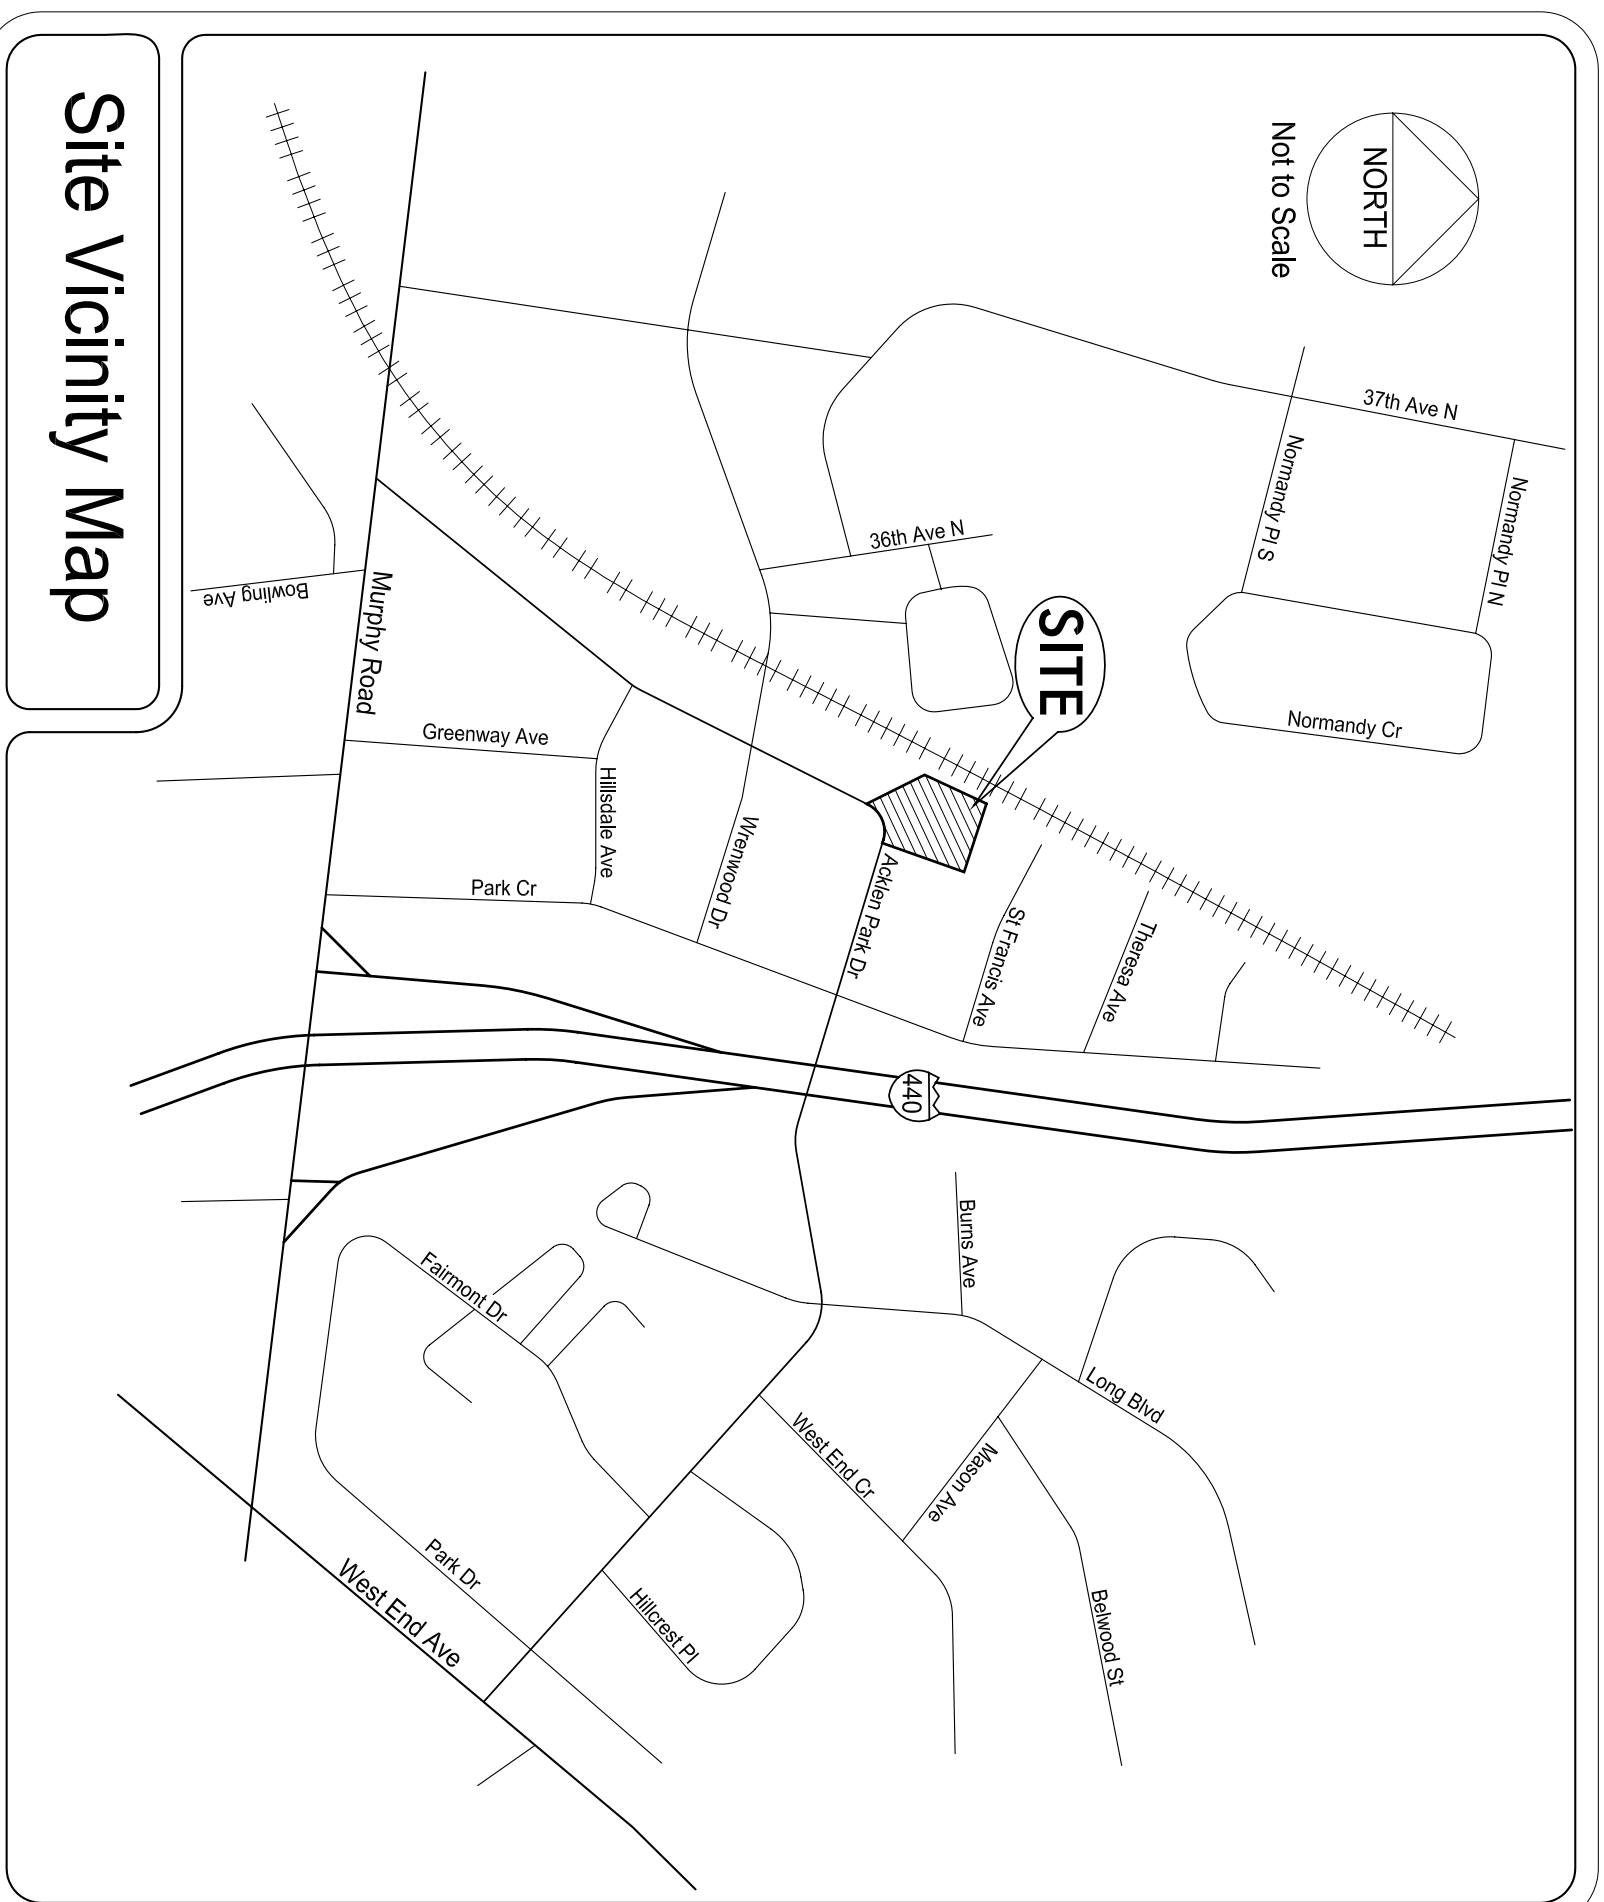 NORTH
Not to Scale
37th Ave N
Normandy Pl N
Normandy Pl S
Normandy Cr
36th Ave N
SITE
Theresa Ave
St Francis Ave
Acklen Park Dr
Wrenwood Dr
Hillsdale Ave
Greenway Ave
Park Cr
Murphy Road
Bowling Ave
440
Burns Ave
Long Blvd
Mason Ave
Belwood St
West End Cr
Hillcrest Pl
Fairmont Dr
Park Dr
West End Ave
Site Vicinity Map